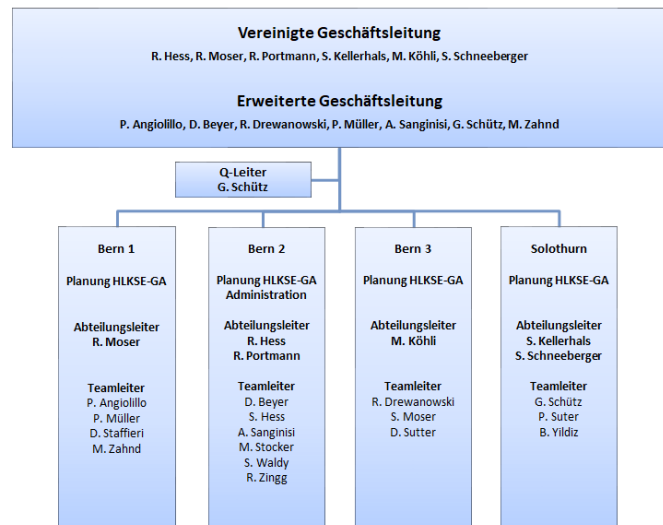 Vereinigte Geschäftsleitung
R. Hess, R. Moser, R. Portmann, S. Kellerhals, M. Köhli, S. Schneeberger
Erweiterte Geschäftsleitung
P. Angiolillo, D. Beyer, R. Drewanowski, P. Müller, A. Sanginisi, G. Schütz, M. Zahnd
Q-Leiter
G. Schütz
Bern 1
Planung HLKSE-GA
Abteilungsleiter
R. Moser
Teamleiter
P. Angiolillo
P. Müller
D. Staffieri
M. Zahnd
Bern 2
Planung HLKSE-GA
Administration
Abteilungsleiter
R. Hess
R. Portmann
Teamleiter
D. Beyer
S. Hess
A. Sanginisi
M. Stocker
S. Waldy
R. Zingg
Bern 3
Planung HLKSE-GA
Abteilungsleiter
M. Köhli
Teamleiter
R. Drewanowski
S. Moser
D. Sutter
Solothurn
Planung HLKSE-GA
Abteilungsleiter
S. Kellerhals
S. Schneeberger
Teamleiter
G. Schütz
P. Suter
B. Yildiz